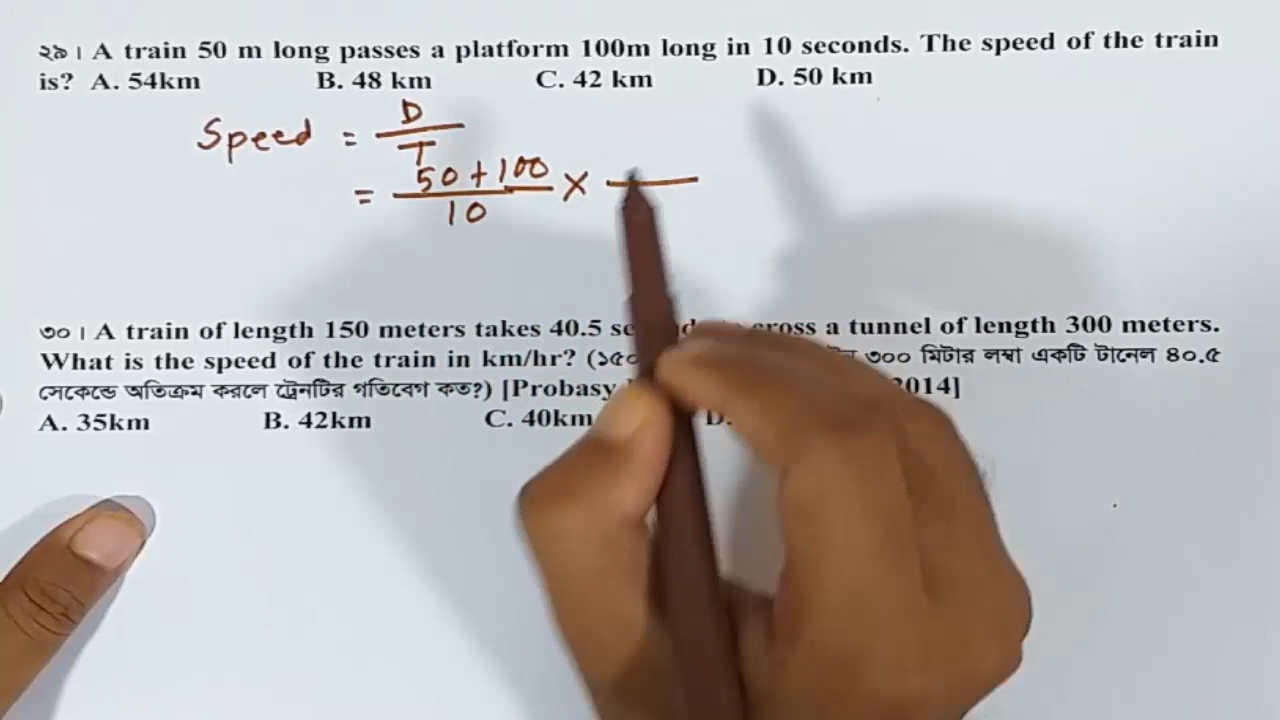 ২৯। A train 50 m long passes a platform 100m long in 10 seconds. The speed of the train
is? A. 54km B. 48 km C. 42 km D. 50 km
Speed = D
T
= 50+100 ×
10
৩০। A train of length 150 meters takes 40.5 cross a tunnel of length 300 meters.
What is the speed of the train in km/hr? ৩০০ মিটার লম্বা একটি টানেল ৪০.৫
সেকেন্ডে অতিক্রম করলে ট্রেনটির গতিবেগ কত?) [Probasy 2014]
A. 35km B. 42km C. 40km D.